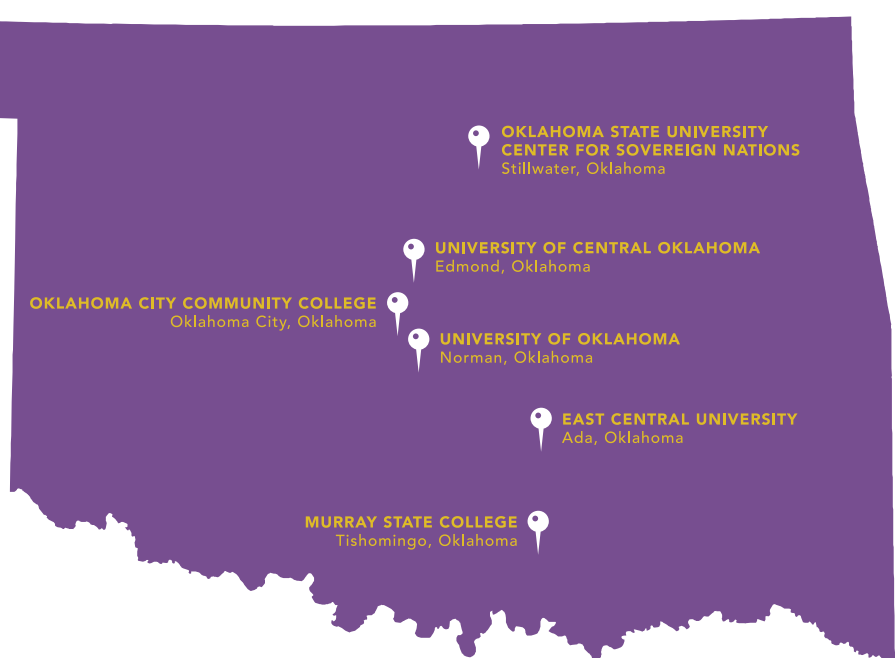 OKLAHOMA STATE UNIVERSITY
CENTER FOR SOVEREIGN NATIONS
Stillwater, Oklahoma
UNIVERSITY OF CENTRAL OKLAHOMA
Edmond, Oklahoma
OKLAHOMA CITY COMMUNITY COLLEGE
Oklahoma City, Oklahoma
UNIVERSITY OF OKLAHOMA
Norman, Oklahoma
EAST CENTRAL UNIVERSITY
Ada, Oklahoma
MURRAY STATE COLLEGE
Tishomingo, Oklahoma